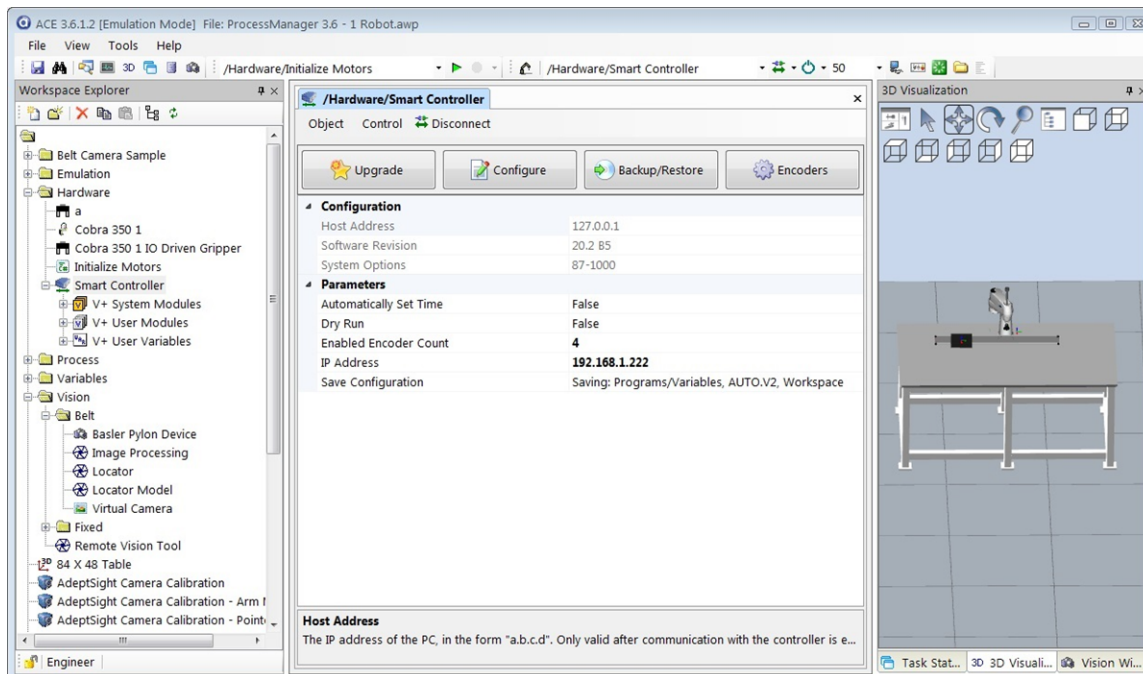 ACE 3.6.1.2 [Emulation Mode] File: ProcessManager 3.6 - 1 Robot.awp
File View Tools Help
3D /Hardware/Initialize Motors /Hardware/Smart Controller 50
Workspace Explorer
Belt Camera Sample
Emulation
Hardware
a
Cobra 350 1
Cobra 350 1 IO Driven Gripper
Initialize Motors
Smart Controller
V+ System Modules
V+ User Modules
V+ User Variables
Process
Variables
Vision
Belt
Basler Pylon Device
Image Processing
Locator
Locator Model
Virtual Camera
Fixed
Remote Vision Tool
84 X 48 Table
AdeptSight Camera Calibration
AdeptSight Camera Calibration - Arm
AdeptSight Camera Calibration - Point
Engineer
/Hardware/Smart Controller
Object Control Disconnect
Upgrade Configure Backup/Restore Encoders
Configuration
Host Address 127.0.0.1
Software Revision 20.2 B5
System Options 87-1000
Parameters
Automatically Set Time False
Dry Run False
Enabled Encoder Count 4
IP Address 192.168.1.222
Save Configuration Saving: Programs/Variables, AUTO.V2, Workspace
Host Address
The IP address of the PC, in the form "a.b.c.d". Only valid after communication with the controller is e...
3D Visualization
Task Stat... 3D 3D Visuali... Vision Wi...